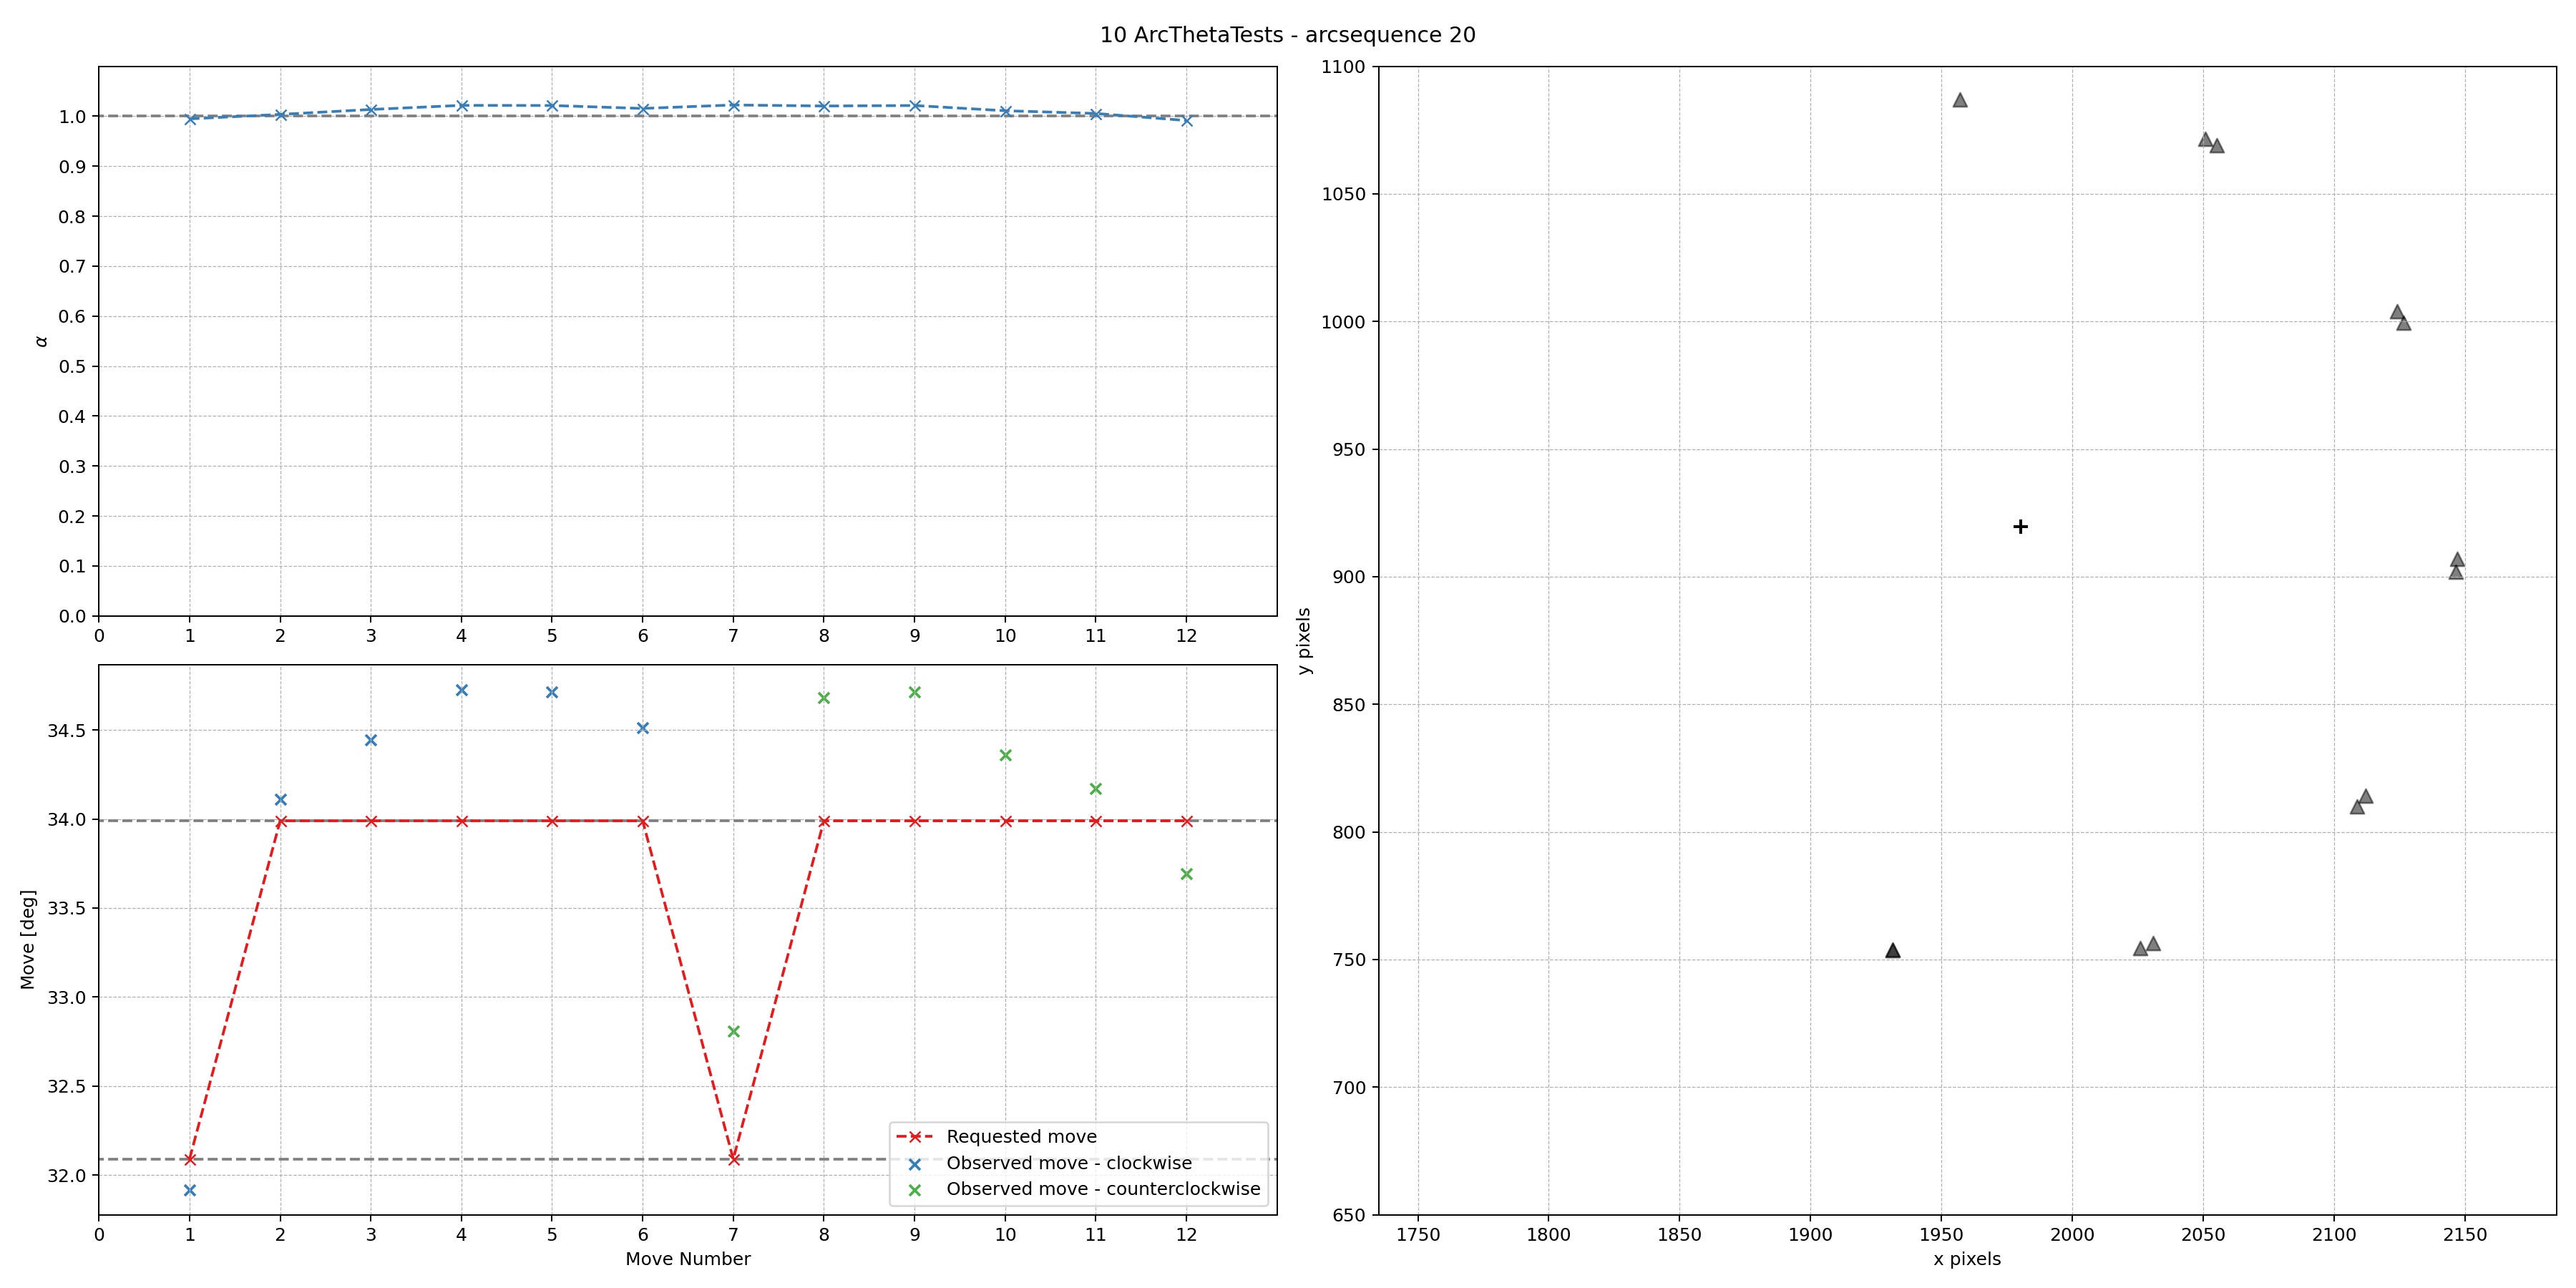 10 ArcThetaTests - arcsequence 20
1.0
0.9
0.8
0.7
0.6
0.5
0.4
0.3
0.2
0.1
0.0
α
0 1 2 3 4 5 6 7 8 9 10 11 12
34.5
34.0
33.5
33.0
32.5
32.0
Move [deg]
Requested move
Observed move - clockwise
Observed move - counterclockwise
0 1 2 3 4 5 6 7 8 9 10 11 12
Move Number
1100
1050
1000
950
900
850
800
750
700
650
y pixels
1750 1800 1850 1900 1950 2000 2050 2100 2150
x pixels